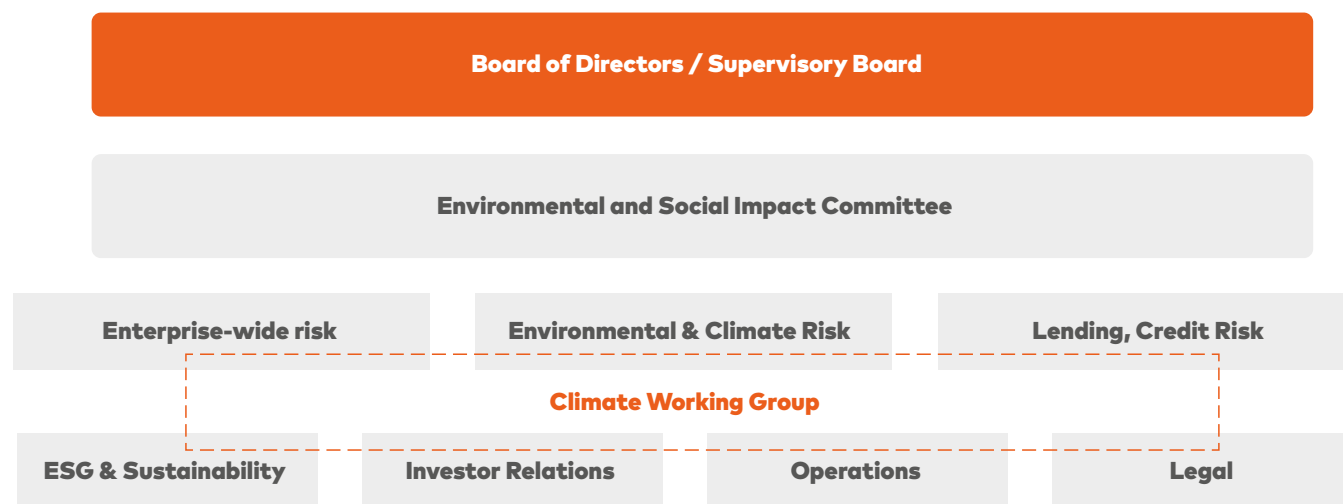 Board of Directors / Supervisory Board
Environmental and Social Impact Committee
Enterprise-wide risk
Environmental & Climate Risk
Lending, Credit Risk
Climate Working Group
ESG & Sustainability
Investor Relations
Operations
Legal